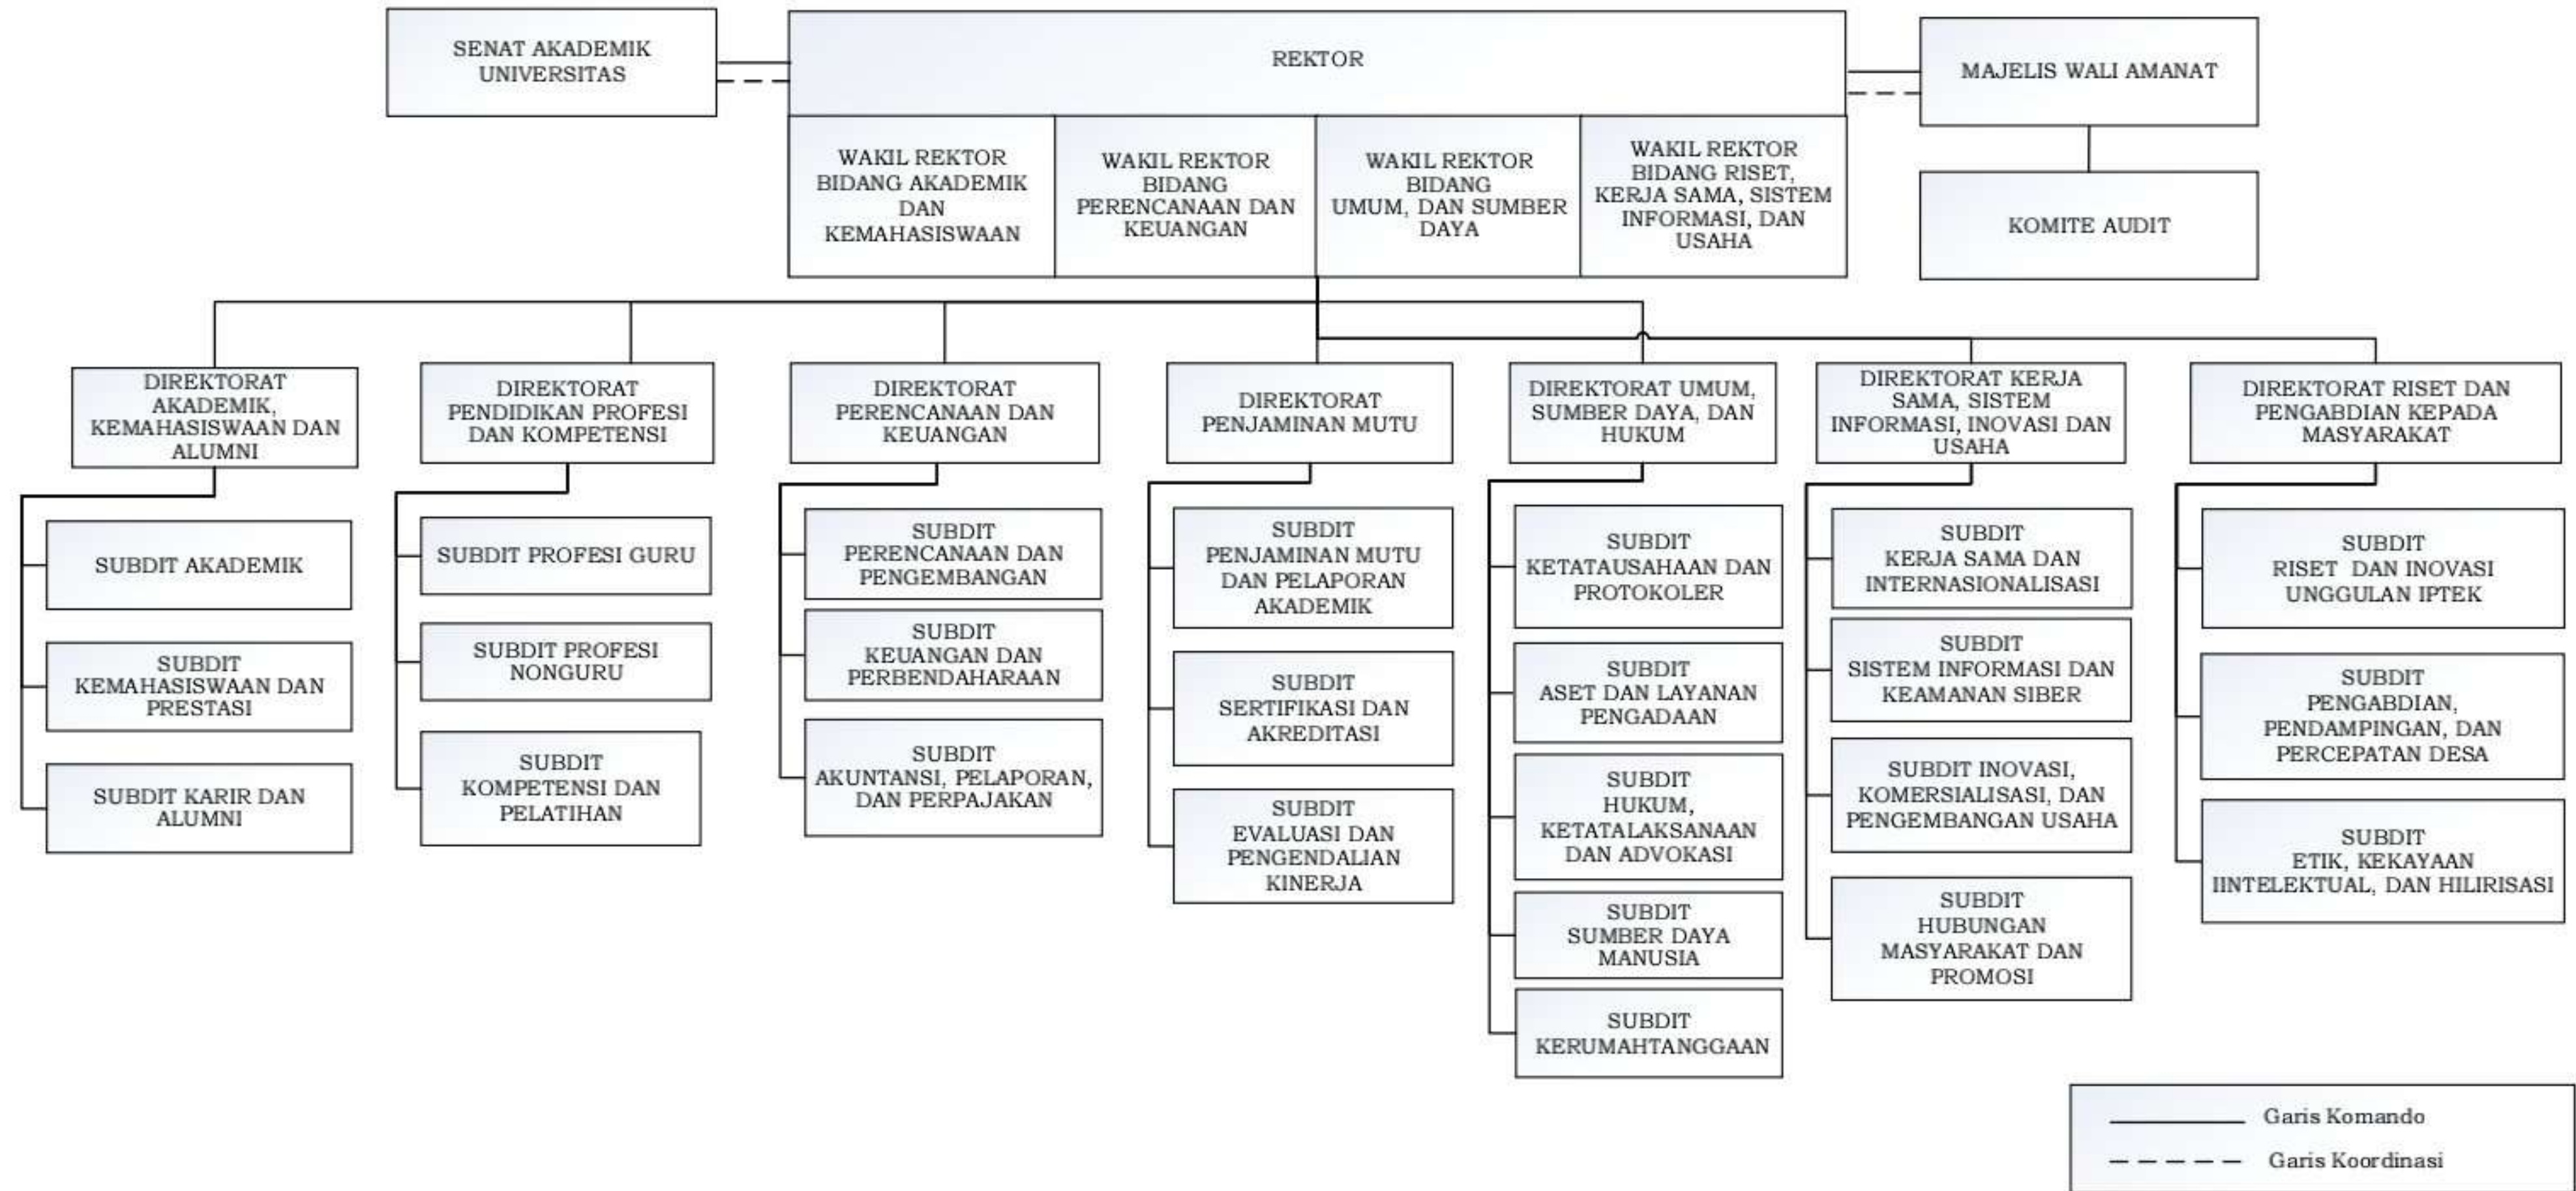 SENAT AKADEMIK
UNIVERSITAS
REKTOR
MAJELIS WALI AMANAT
KOMITE AUDIT
WAKIL REKTOR
BIDANG AKADEMIK
DAN
KEMAHASISWAAN
WAKIL REKTOR
BIDANG
PERENCANAAN DAN
KEUANGAN
WAKIL REKTOR
BIDANG
UMUM, DAN SUMBER
DAYA
WAKIL REKTOR
BIDANG RISET,
KERJA SAMA, SISTEM
INFORMASI, DAN
USAHA
DIREKTORAT
AKADEMIK,
KEMAHASISWAAN DAN
ALUMNI
SUBDIT AKADEMIK
SUBDIT
KEMAHASISWAAN DAN
PRESTASI
SUBDIT KARIR DAN
ALUMNI
DIREKTORAT
PENDIDIKAN PROFESI
DAN KOMPETENSI
SUBDIT PROFESI GURU
SUBDIT PROFESI
NONGURU
SUBDIT
KOMPETENSI DAN
PELATIHAN
DIREKTORAT
PERENCANAAN DAN
KEUANGAN
SUBDIT
PERENCANAAN DAN
PENGEMBANGAN
SUBDIT
KEUANGAN DAN
PERBENDAHARAAN
SUBDIT
AKUNTANSI, PELAPORAN,
DAN PERPAJAKAN
DIREKTORAT
PENJAMINAN MUTU
SUBDIT
PENJAMINAN MUTU
DAN PELAPORAN
AKADEMIK
SUBDIT
SERTIFIKASI DAN
AKREDITASI
SUBDIT
EVALUASI DAN
PENGENDALIAN
KINERJA
DIREKTORAT UMUM,
SUMBER DAYA, DAN
HUKUM
SUBDIT
KETATAUSAHAAN DAN
PROTOKOLER
SUBDIT
ASET DAN LAYANAN
PENGADAAN
SUBDIT
HUKUM,
KETATALAKSANAAN
DAN ADVOKASI
SUBDIT
SUMBER DAYA
MANUSIA
SUBDIT
KERUMAHTANGGAAN
DIREKTORAT KERJA
SAMA, SISTEM
INFORMASI, INOVASI DAN
USAHA
SUBDIT
KERJA SAMA DAN
INTERNASIONALISASI
SUBDIT
SISTEM INFORMASI DAN
KEAMANAN SIBER
SUBDIT INOVASI,
KOMERSIALISASI, DAN
PENGEMBANGAN USAHA
SUBDIT
HUBUNGAN
MASYARAKAT DAN
PROMOSI
DIREKTORAT RISET DAN
PENGABDIAN KEPADA
MASYARAKAT
SUBDIT
RISET DAN INOVASI
UNGGULAN IPTEK
SUBDIT
PENGABDIAN,
PENDAMPINGAN, DAN
PERCEPATAN DESA
SUBDIT
ETIK, KEKAYAAN
IINTELEKTUAL, DAN HILIRISASI
Garis Komando
Garis Koordinasi